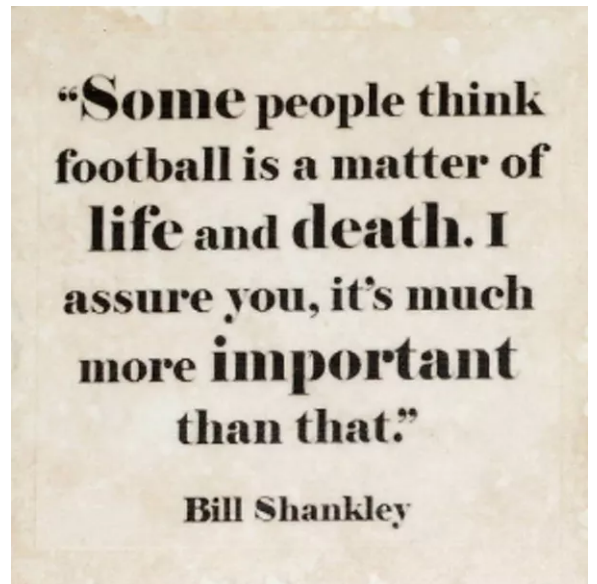 “Some people think
football is a matter of
life and death. I
assure you, it’s much
more important
than that.”
Bill Shankley